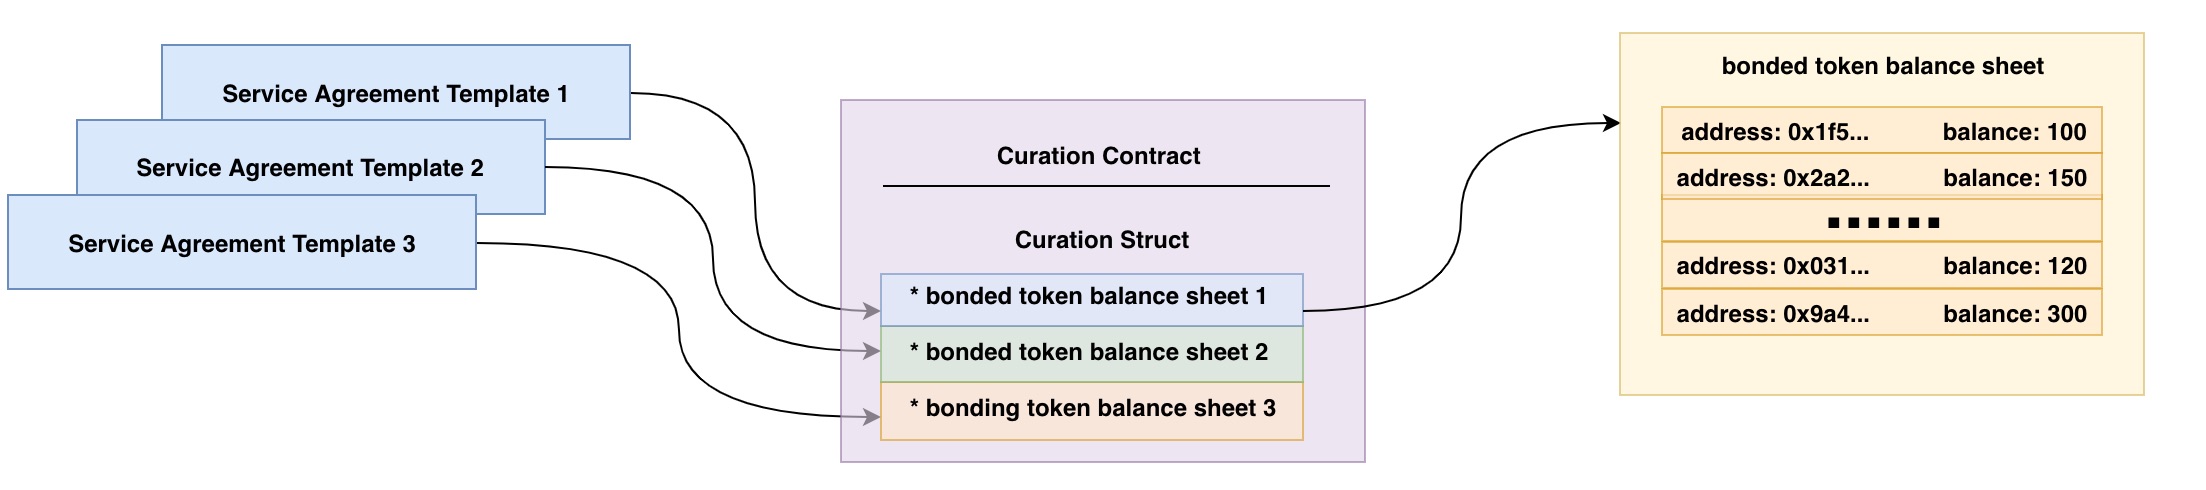 Service Agreement Template 1
Service Agreement Template 2
Service Agreement Template 3
Curation Contract
Curation Struct
* bonded token balance sheet 1
* bonded token balance sheet 2
* bonding token balance sheet 3
bonded token balance sheet
address: 0x1f5... balance: 100
address: 0x2a2... balance: 150
......
address: 0x031... balance: 120
address: 0x9a4... balance: 300